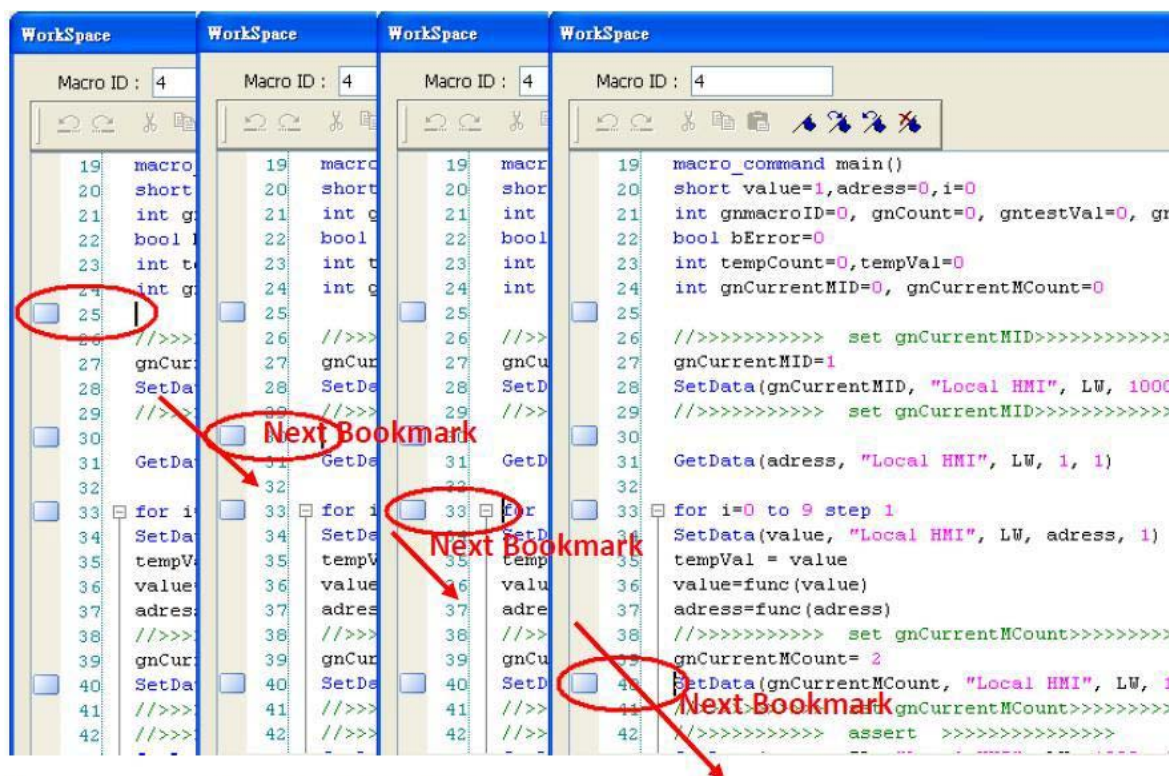 WorkSpace
Macro ID : 4
19 macro_
20 short
21 int gn
22 bool
23 int te
24 int g
25
26 //>>>
27 gnCur
28 SetDa
29 //>>>
30
31 GetDa
32
33 for i
34 SetDa
35 tempV
36 value
37 adres
38 //>>>
39 gnCur
40 SetDa
41 //>>>
42 //>>>
Next Bookmark
WorkSpace
Macro ID : 4
19 macro
20 short
21 int g
22 bool
23 int t
24 int g
25
26 //>>>
27 gnCur
28 SetDa
29 //>>>
30
31 GetDa
32
33 for i
34 SetDa
35 tempV
36 value
37 adres
38 //>>>
39 gnCur
40 SetDa
41 //>>>
42 //>>>
Next Bookmark
WorkSpace
Macro ID : 4
19 macr
20 shor
21 int
22 bool
23 int
24 int
25
26 //>>
27 gnCu
28 SetD
29 //>>
30
31 GetD
32
33 for
34 SetD
35 temp
36 valu
37 adre
38 //>>
39 gnCu
40 SetD
41 //>>
42 //>>
Next Bookmark
WorkSpace
Macro ID : 4
19 macro_command main()
20 short value=1,adress=0,i=0
21 int gnmacroID=0, gnCount=0, gntestVal=0, gn
22 bool bError=0
23 int tempCount=0,tempVal=0
24 int gnCurrentMID=0, gnCurrentMCount=0
25
26 //>>>>>>>>>>> set gnCurrentMID>>>>>>>>>>>>
27 gnCurrentMID=1
28 SetData(gnCurrentMID, "Local HMI", LW, 1000
29 //>>>>>>>>>>> set gnCurrentMID>>>>>>>>>>>>
30
31 GetData(adress, "Local HMI", LW, 1, 1)
32
33 for i=0 to 9 step 1
34 SetData(value, "Local HMI", LW, adress, 1)
35 tempVal = value
36 value=func(value)
37 adress=func(adress)
38 //>>>>>>>>>>> set gnCurrentMCount>>>>>>>>>
39 gnCurrentMCount= 2
40 SetData(gnCurrentMCount, "Local HMI", LW, 1
41 //>>>>>>>>>>> set gnCurrentMCount>>>>>>>>>
42 //>>>>>>>>>>> assert >>>>>>>>>>>>>>>